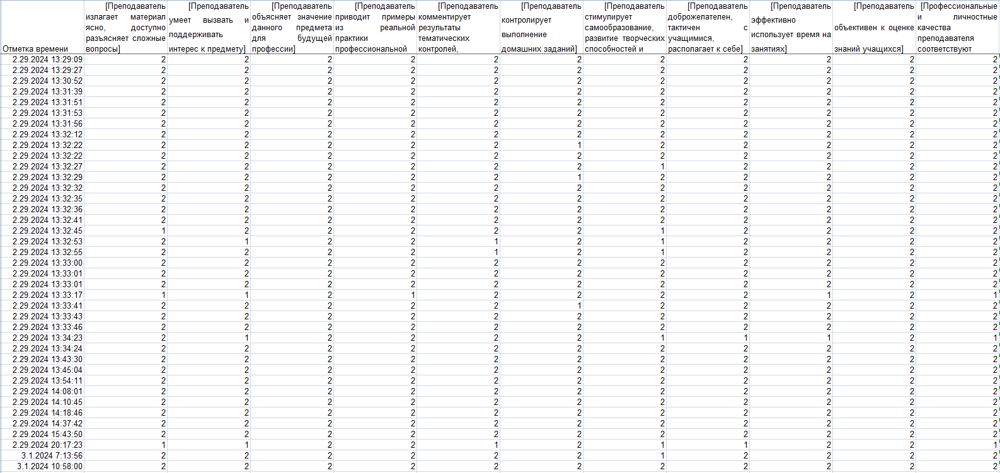 Отметка времени [Преподаватель излагает материал ясно, доступно разъясняет сложные вопросы] [Преподаватель умеет вызвать и поддерживать интерес к предмету] [Преподаватель объясняет значение данного предмета для будущей профессии] [Преподаватель приводит примеры из реальной практики профессиональной [Преподаватель комментирует результаты тематических контролей, [Преподаватель контролирует выполнение домашних заданий] [Преподаватель стимулирует самообразование, развитие творческих способностей и [Преподаватель доброжелателен, тактичен с учащимися, располагает к себе] [Преподаватель эффективно использует время на занятиях] [Преподаватель объективен к оценке знаний учащихся] [Профессиональные и личностные качества преподавателя соответствуют
2.29.2024 13:29:09 2 2 2 2 2 2 2 2 2 2 2
2.29.2024 13:29:27 2 2 2 2 2 2 2 2 2 2 2
2.29.2024 13:30:52 2 2 2 2 2 2 2 2 2 2 2
2.29.2024 13:31:39 2 2 2 2 2 2 2 2 2 2 2
2.29.2024 13:31:51 2 2 2 2 2 2 2 2 2 2 2
2.29.2024 13:31:53 2 2 2 2 2 2 2 2 2 2 2
2.29.2024 13:31:56 2 2 2 2 2 2 2 2 2 2 2
2.29.2024 13:32:12 2 2 2 2 2 2 2 2 2 2 2
2.29.2024 13:32:22 2 2 2 2 2 1 2 2 2 2 2
2.29.2024 13:32:22 2 2 2 2 2 2 2 2 2 2 2
2.29.2024 13:32:27 2 2 2 2 2 2 1 2 2 2 2
2.29.2024 13:32:29 2 2 2 2 2 1 2 2 2 2 2
2.29.2024 13:32:32 2 2 2 2 2 2 2 2 2 2 2
2.29.2024 13:32:35 2 2 2 2 2 2 2 2 2 2 2
2.29.2024 13:32:36 2 2 2 2 2 2 2 2 2 2 2
2.29.2024 13:32:41 2 2 2 2 2 2 2 2 2 2 2
2.29.2024 13:32:45 1 2 2 2 2 2 1 2 2 2 2
2.29.2024 13:32:53 2 1 2 2 1 2 1 2 2 2 2
2.29.2024 13:32:55 2 2 2 2 1 2 1 2 2 2 2
2.29.2024 13:33:00 2 2 2 2 2 2 2 2 2 2 2
2.29.2024 13:33:01 2 2 2 2 2 2 2 2 2 2 2
2.29.2024 13:33:01 2 2 2 2 2 2 2 2 2 2 2
2.29.2024 13:33:17 1 1 2 1 2 2 2 2 1 2 1
2.29.2024 13:33:41 2 2 2 2 2 1 2 2 2 2 2
2.29.2024 13:33:43 2 2 2 2 2 2 2 2 2 2 2
2.29.2024 13:33:46 2 2 2 2 2 2 2 2 2 2 2
2.29.2024 13:34:23 2 1 2 2 2 2 1 1 1 2 1
2.29.2024 13:34:24 2 2 2 2 2 2 2 2 2 2 2
2.29.2024 13:43:30 2 2 2 2 2 2 2 2 2 2 2
2.29.2024 13:45:04 2 2 2 2 2 2 2 2 2 2 2
2.29.2024 13:54:11 2 2 2 2 2 2 2 2 2 2 2
2.29.2024 14:08:01 2 2 2 2 2 2 2 2 2 2 2
2.29.2024 14:10:45 2 2 2 2 2 2 2 2 2 2 2
2.29.2024 14:18:46 2 2 2 2 2 2 2 2 2 2 2
2.29.2024 14:37:42 2 2 2 2 2 2 2 2 2 2 2
2.29.2024 15:43:50 2 2 2 2 2 2 2 2 2 2 2
2.29.2024 20:17:23 1 1 2 2 1 2 1 1 2 2 1
3.1.2024 7:13:56 2 2 2 2 2 2 1 2 2 2 2
3.1.2024 10:58:00 2 2 2 2 2 2 2 2 2 2 2